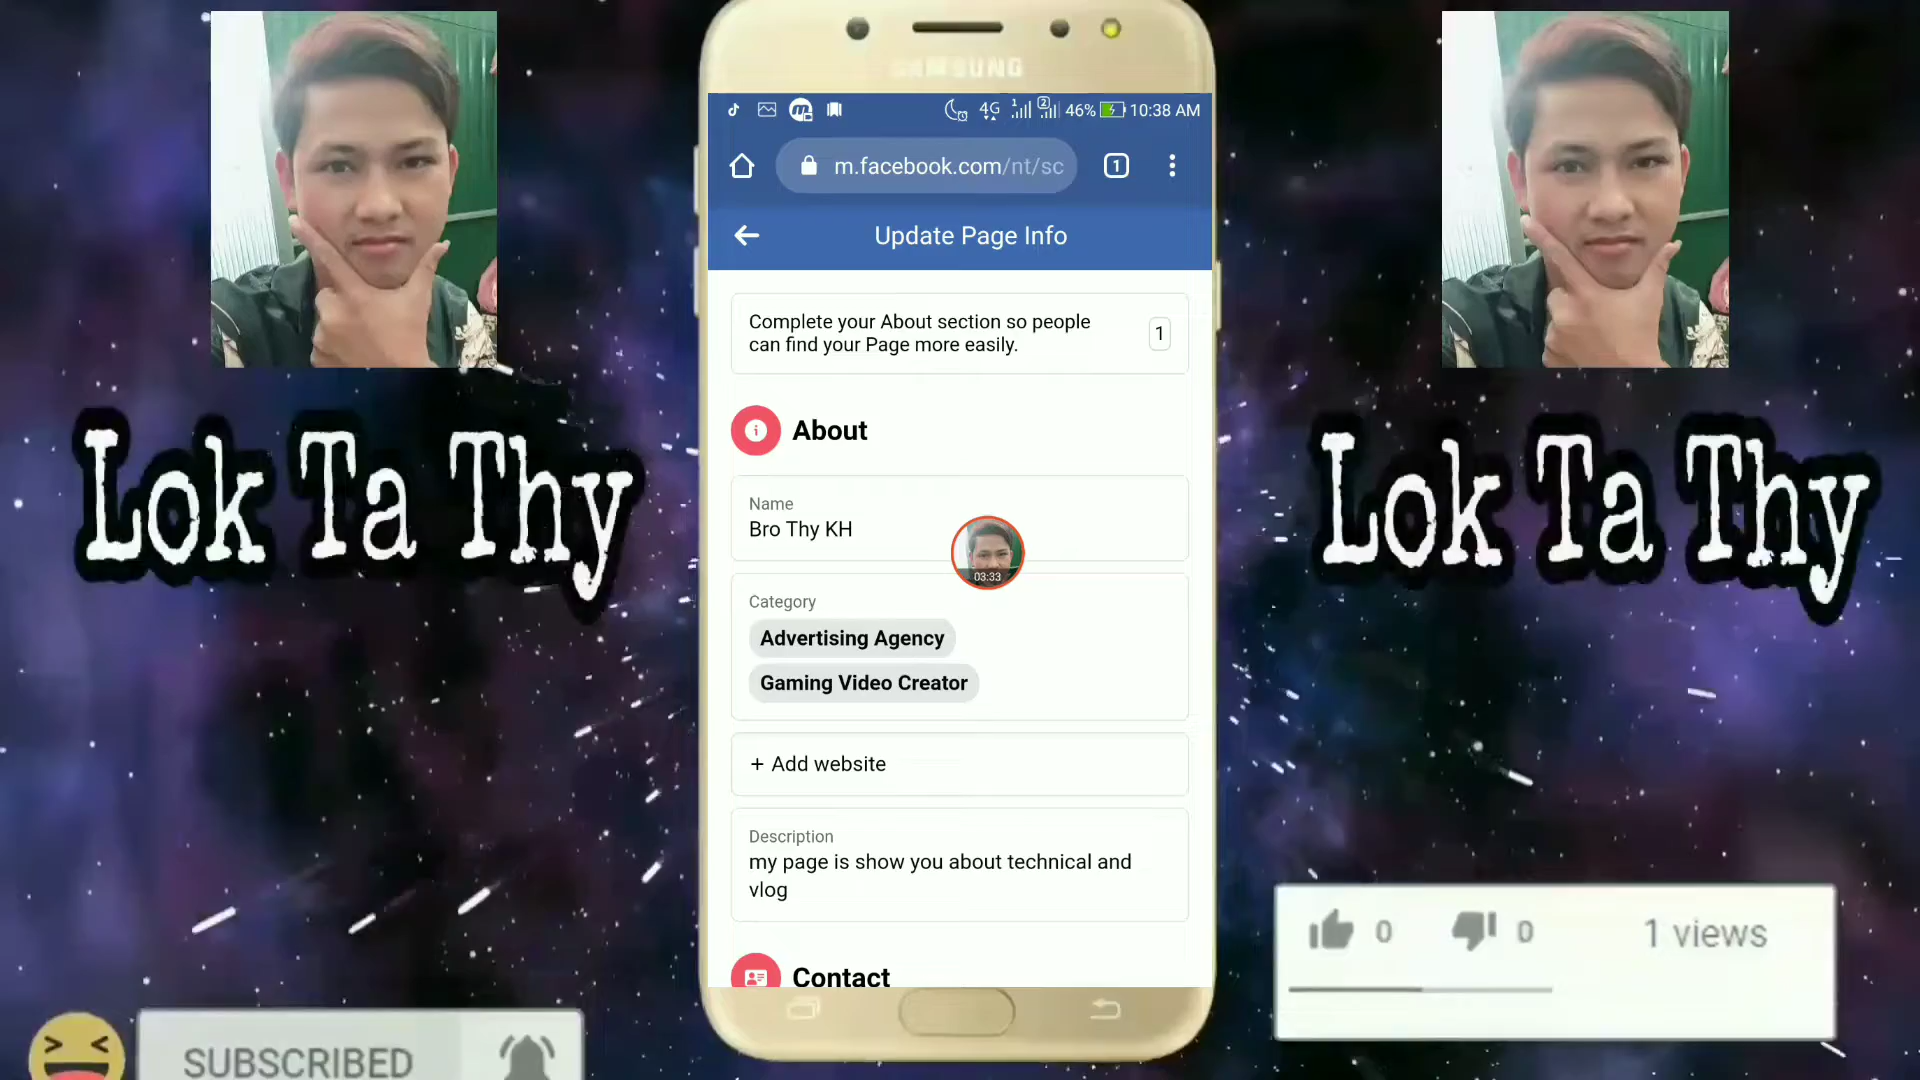 SAMSUNG
4G 1 2 46% 10:38 AM
m.facebook.com/nt/sc 1
Update Page Info
Complete your About section so people
can find your Page more easily.
1
About
Name
Bro Thy KH
03:33
Category
Advertising Agency
Gaming Video Creator
+ Add website
Description
my page is show you about technical and
vlog
Contact
Lok Ta Thy
Lok Ta Thy
0 0 1 views
SUBSCRIBED